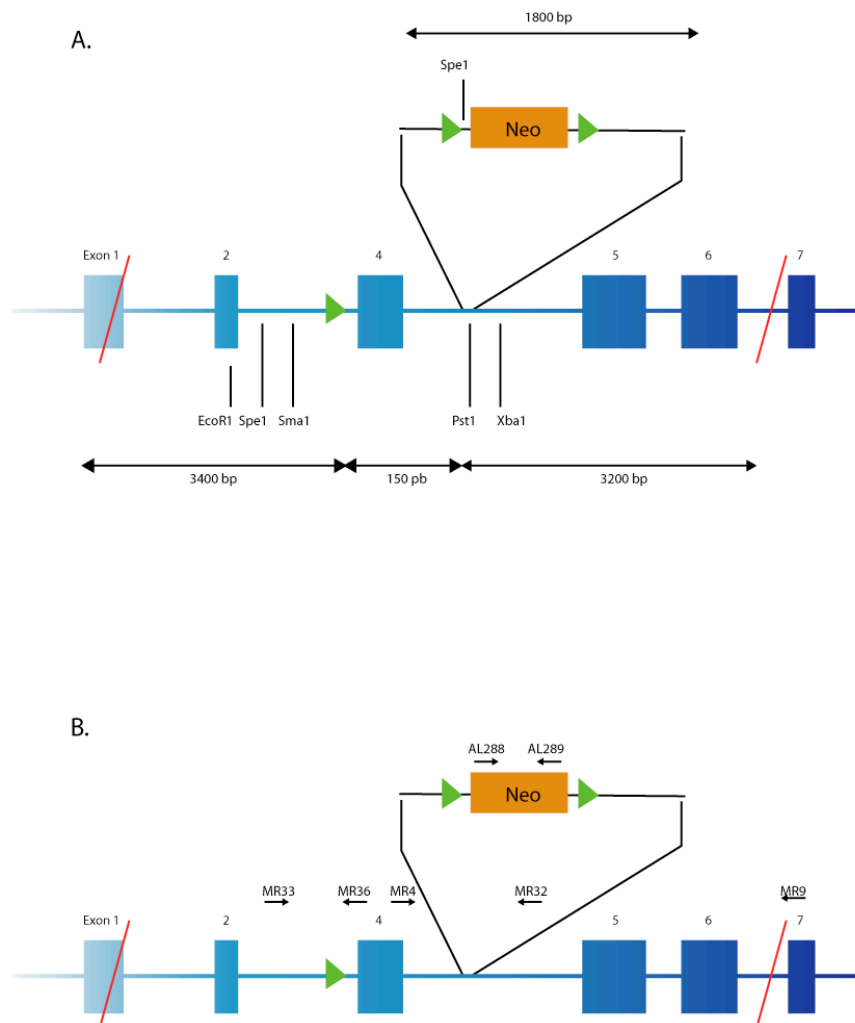 A.
1800 bp
Spe1
Neo
Exon 1 2 4 5 6 7
EcoR1 Spe1 Sma1 Pst1 Xba1
3400 bp 150 pb 3200 bp
B.
AL288 AL289
Neo
MR33 MR36 MR4 MR32 MR9
Exon 1 2 4 5 6 7